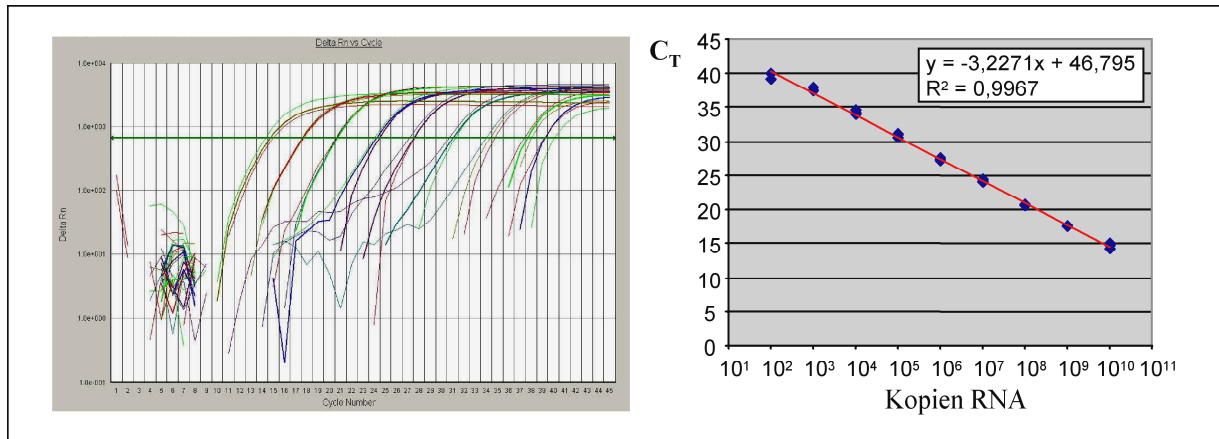 Delta Rn vs Cycle
1.0e+004
1.0e+003
1.0e+002
1.0e+001
1.0e+000
1.0e-001
Delta Rn
1 2 3 4 5 6 7 8 9 10 11 12 13 14 15 16 17 18 19 20 21 22 23 24 25 26 27 28 29 30 31 32 33 34 35 36 37 38 39 40 41 42 43 44 45
Cycle Number
C_T
45
40
35
30
25
20
15
10
5
0
y = -3,2271x + 46,795
R² = 0,9967
10¹ 10² 10³ 10⁴ 10⁵ 10⁶ 10⁷ 10⁸ 10⁹ 10¹⁰ 10¹¹
Kopien RNA